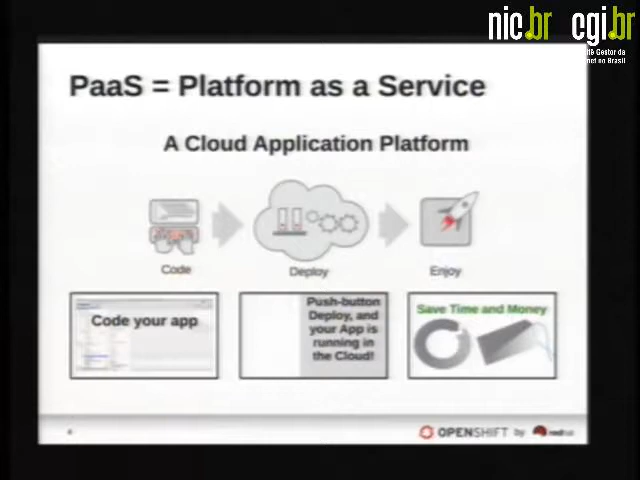 nic.br cgi.br
PaaS = Platform as a Service
A Cloud Application Platform
Code
Deploy
Enjoy
Code your app
Push-button
Deploy, and
your App is
running in
the Cloud!
Save Time and Money
OPENSHIFT by